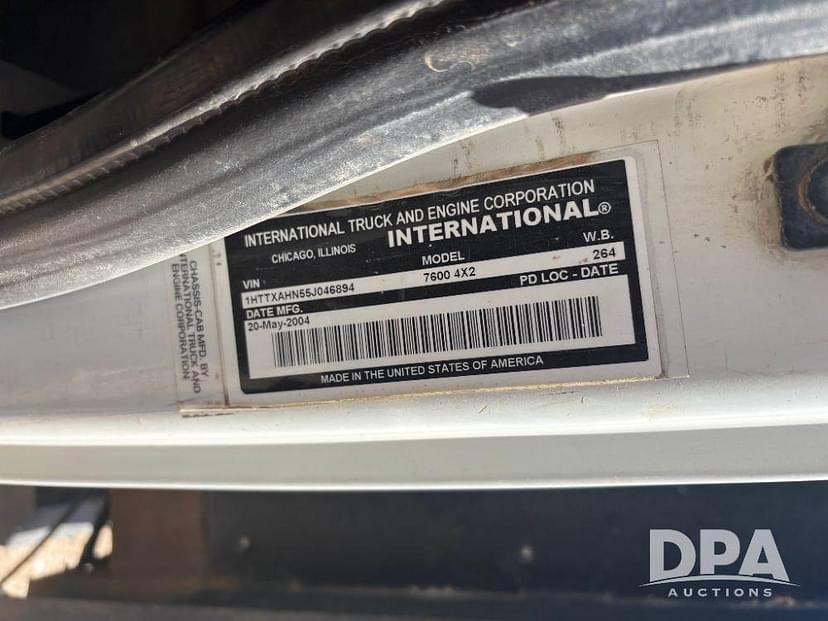 INTERNATIONAL TRUCK AND ENGINE CORPORATION
CHICAGO, ILLINOIS INTERNATIONAL®
VIN MODEL W.B.
1HTTXAHN55J046894 7600 4X2 264
DATE MFG. PD LOC - DATE
20-May-2004
MADE IN THE UNITED STATES OF AMERICA
CHASSIS-CAB MFD. BY
INTERNATIONAL TRUCK AND
ENGINE CORPORATION
DPA
AUCTIONS